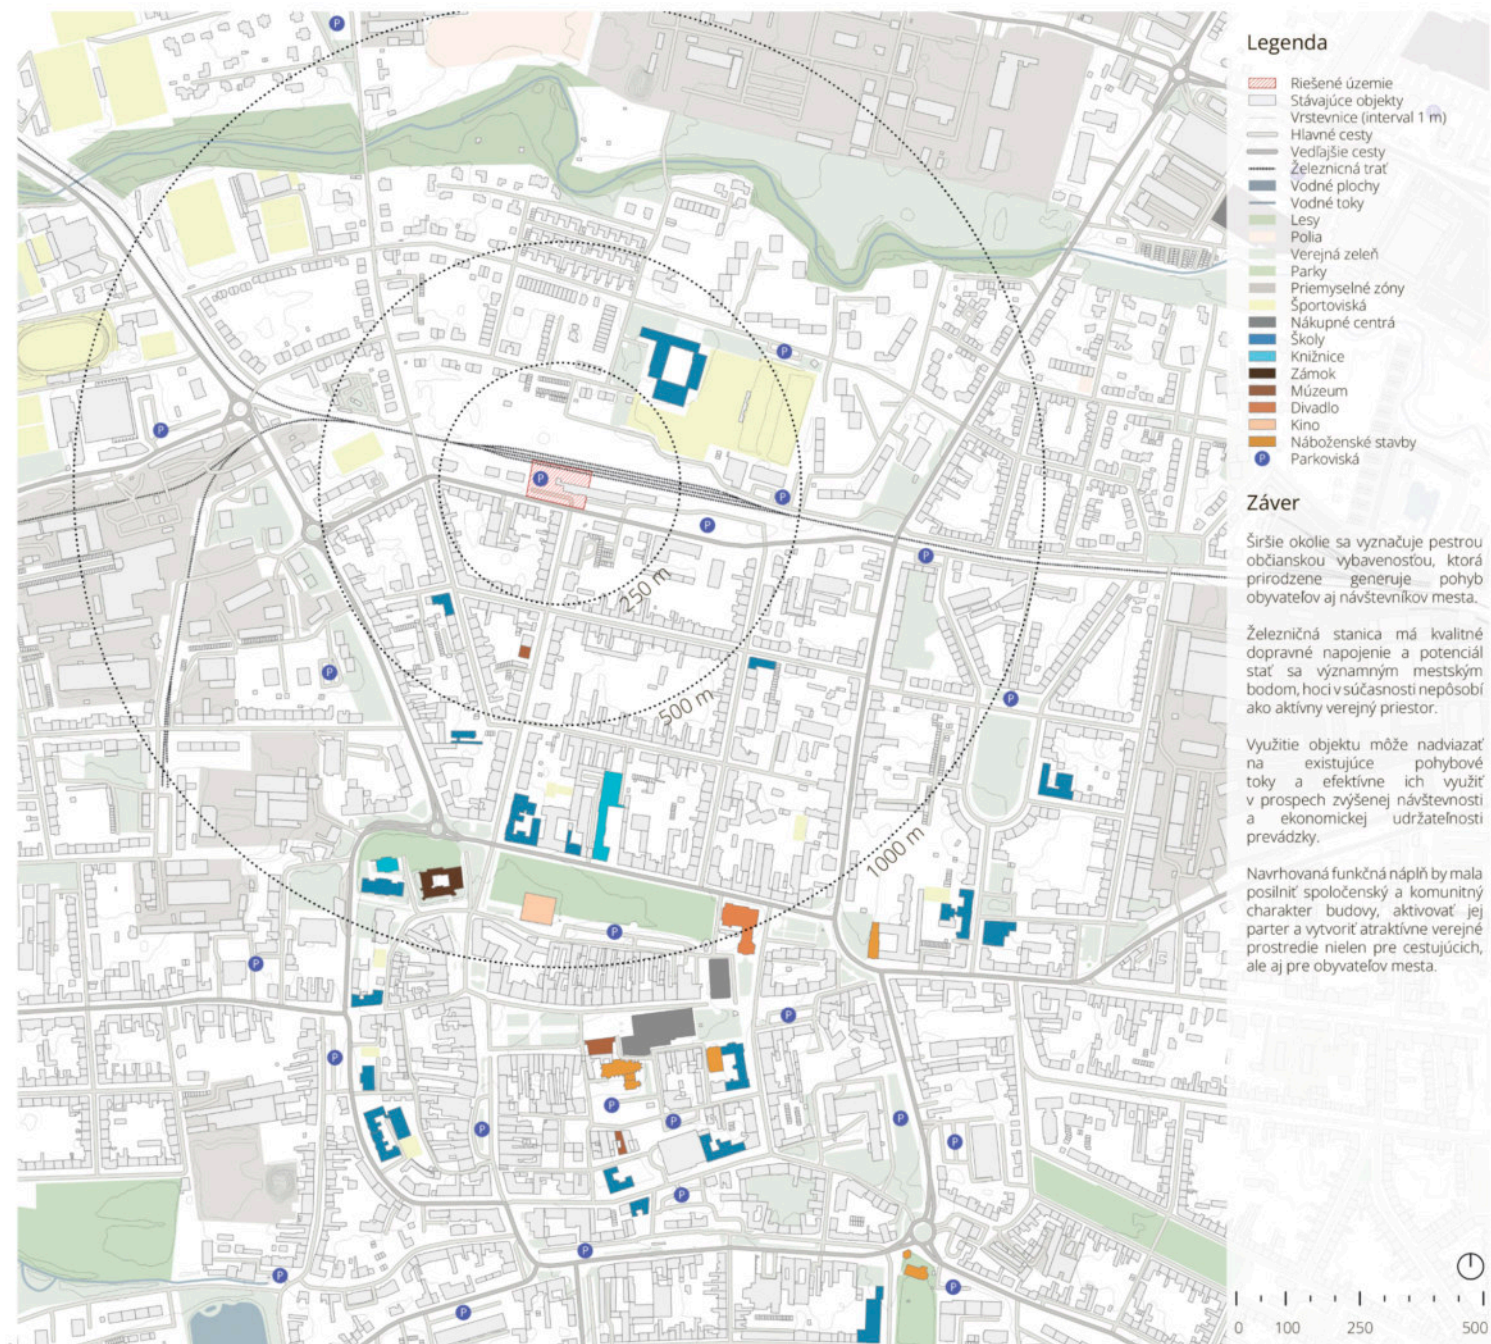 250 m
500 m
1000 m
Legenda
Riešené územie
Stávajúce objekty
Vrstevnice (interval 1 m)
Hlavné cesty
Vedľajšie cesty
Železnicná trať
Vodné plochy
Vodné toky
Lesy
Polia
Verejná zeleň
Parky
Priemyselné zóny
Športoviská
Nákupné centrá
Školy
Knižnice
Zámok
Múzeum
Divadlo
Kino
Náboženské stavby
P Parkoviská
Záver
Širšie okolie sa vyznačuje pestrou
občianskou vybavenosťou, ktorá
prirodzene generuje pohyb
obyvateľov aj návštevníkov mesta.
Železničná stanica má kvalitné
dopravné napojenie a potenciál
stať sa významným mestským
bodom, hoci v súčasnosti nepôsobí
ako aktívny verejný priestor.
Využitie objektu môže nadviazať
na existujúce pohybové
toky a efektívne ich využiť
v prospech zvýšenej návštevnosti
a ekonomickej udržateľnosti
prevádzky.
Navrhovaná funkčná náplň by mala
posilniť spoločenský a komunitný
charakter budovy, aktivovať jej
parter a vytvoriť atraktívne verejné
prostredie nielen pre cestujúcich,
ale aj pre obyvateľov mesta.
0 100 250 500